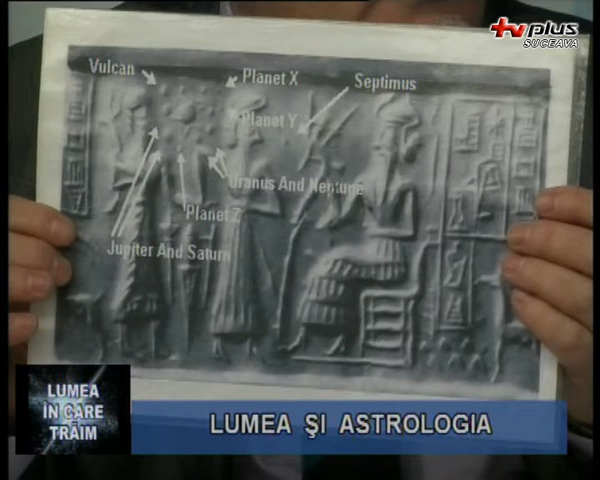 tv plus
SUCEAVA
Vulcan
Planet X
Septimus
Planet Y
Uranus And Neptune
Planet Z
Jupiter And Saturn
LUMEA
ÎN CARE
TRĂIM
LUMEA ŞI ASTROLOGIA